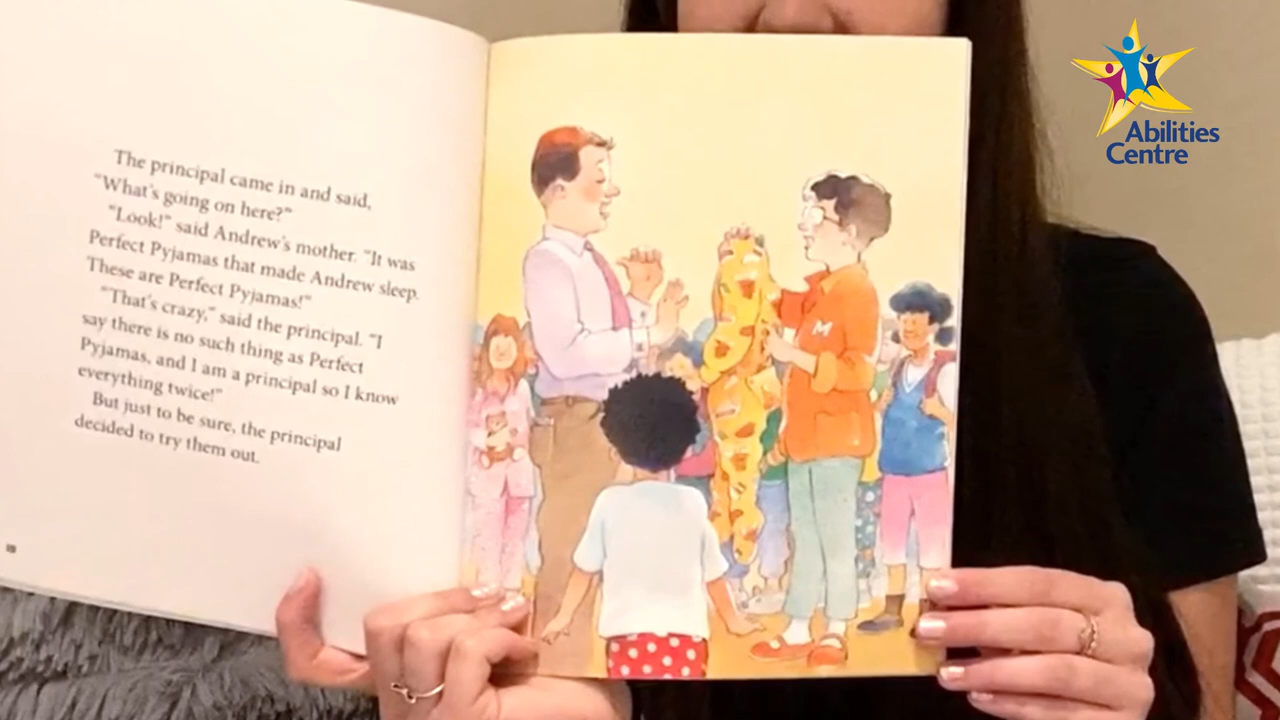 The principal came in and said,
"What's going on here?"
"Look!" said Andrew's mother. "It was
Perfect Pyjamas that made Andrew sleep.
These are Perfect Pyjamas!"
"That's crazy," said the principal. "I
say there is no such thing as Perfect
Pyjamas, and I am a principal so I know
everything twice!"
But just to be sure, the principal
decided to try them out.
M
Abilities
Centre